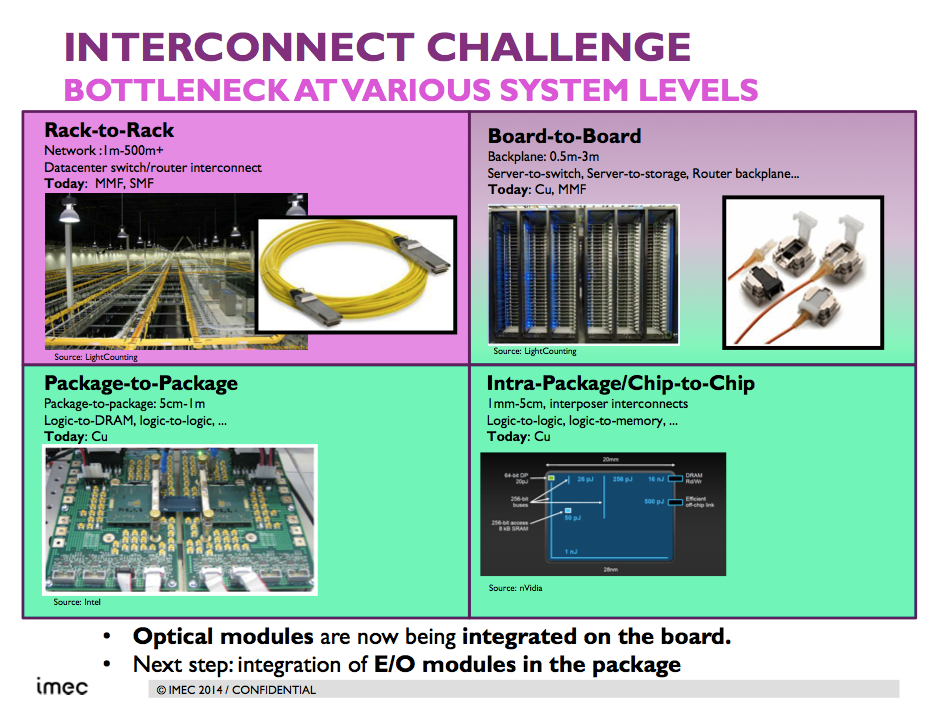 INTERCONNECT CHALLENGE
BOTTLENECK AT VARIOUS SYSTEM LEVELS
Rack-to-Rack
Network :1m-500m+
Datacenter switch/router interconnect
Today: MMF, SMF
Source: LightCounting
Board-to-Board
Backplane: 0.5m-3m
Server-to-switch, Server-to-storage, Router backplane...
Today: Cu, MMF
Source: LightCounting
Package-to-Package
Package-to-package: 5cm-1m
Logic-to-DRAM, logic-to-logic, ...
Today: Cu
Source: Intel
Intra-Package/Chip-to-Chip
1mm-5cm, interposer interconnects
Logic-to-logic, logic-to-memory, ...
Today: Cu
20mm
64-bit DP
20pJ
26 pJ
256 pJ
16 nJ
DRAM
Rd/Wr
256-bit
buses
500 pJ
Efficient
off-chip link
50 pJ
256-bit access
8 kB SRAM
1 nJ
28nm
Source: nVidia
• Optical modules are now being integrated on the board.
• Next step: integration of E/O modules in the package
imec
© IMEC 2014 / CONFIDENTIAL